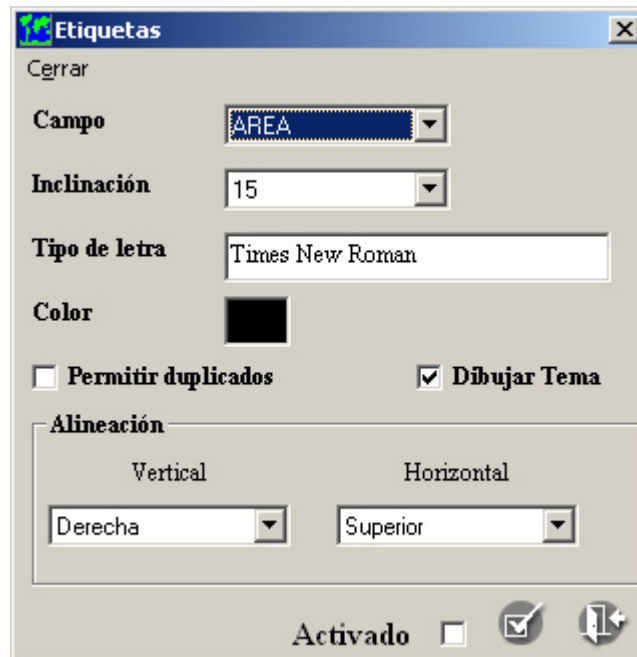 Etiquetas
Cerrar
Campo AREA
Inclinación 15
Tipo de letra Times New Roman
Color
Permitir duplicados Dibujar Tema
Alineación
Vertical Horizontal
Derecha Superior
Activado